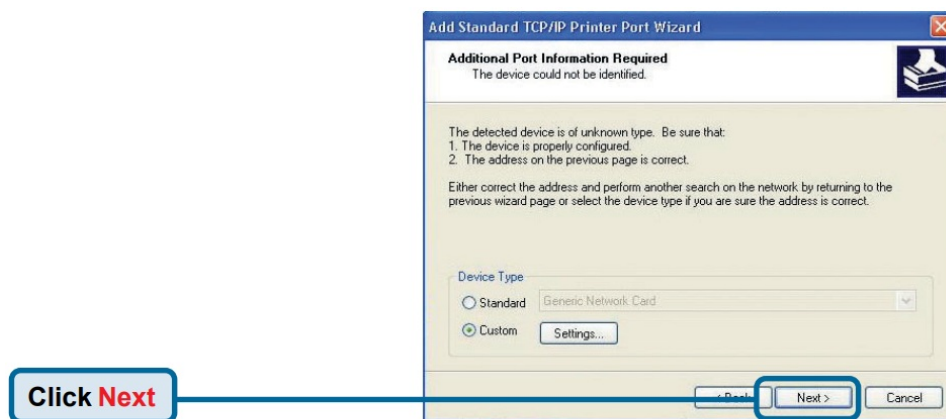 Add Standard TCP/IP Printer Port Wizard
Additional Port Information Required
The device could not be identified.
The detected device is of unknown type. Be sure that:
1. The device is properly configured.
2. The address on the previous page is correct.
Either correct the address and perform another search on the network by returning to the
previous wizard page or select the device type if you are sure the address is correct.
Device Type
Standard Generic Network Card
Custom Settings...
Click Next
< Back Next > Cancel